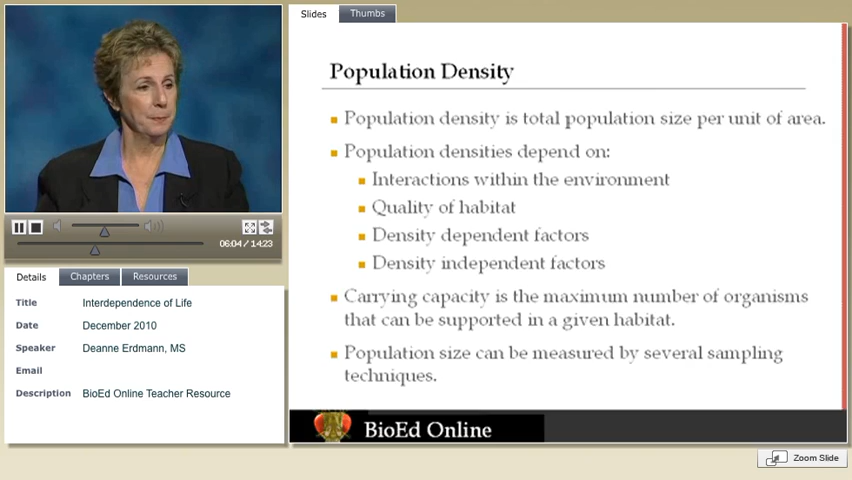 Slides
Thumbs
Population Density
Population density is total population size per unit of area.
Population densities depend on:
Interactions within the environment
Quality of habitat
Density dependent factors
Density independent factors
Carrying capacity is the maximum number of organisms
that can be supported in a given habitat.
Population size can be measured by several sampling
techniques.
BioEd Online
Zoom Slide
06:04 / 14:23
Details
Chapters
Resources
Title Interdependence of Life
Date December 2010
Speaker Deanne Erdmann, MS
Email
Description BioEd Online Teacher Resource